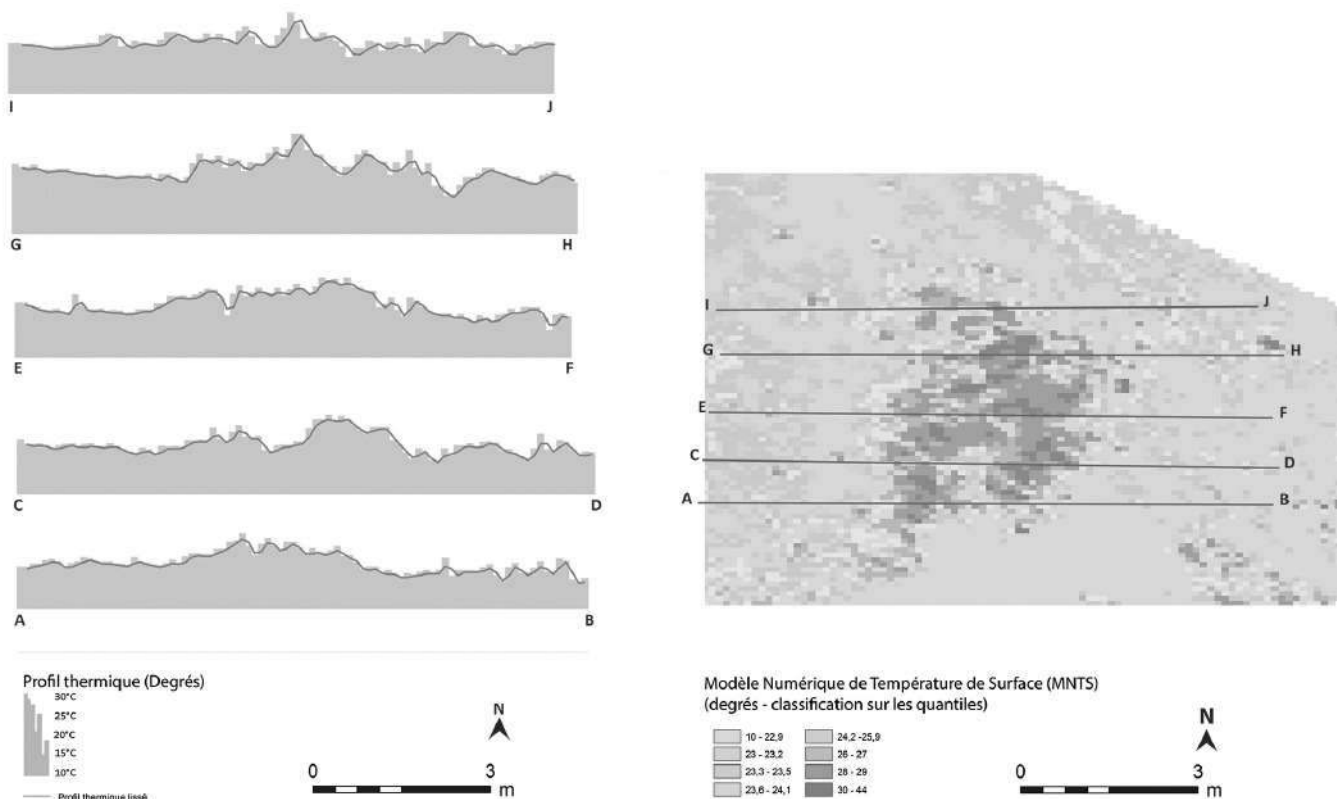 I J
G H
E F
C D
A B
Profil thermique (Degrés)
30°C
25°C
20°C
15°C
10°C
Profil thermique lissé
N
0 3
m
I J
G H
E F
C D
A B
Modèle Numérique de Température de Surface (MNTS)
(degrés - classification sur les quantiles)
10 - 22,9
23 - 23,2
23,3 - 23,5
23,6 - 24,1
24,2 -25,9
26 - 27
28 - 29
30 - 44
N
0 3
m